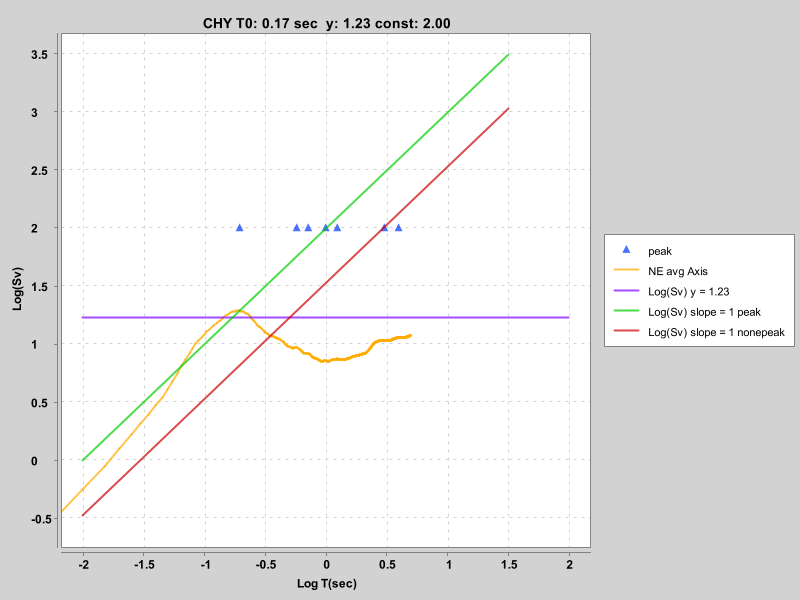 CHY T0: 0.17 sec  y: 1.23 const: 2.00
Log(Sv)
3.5
3
2.5
2
1.5
1
0.5
0
-0.5
-2 -1.5 -1 -0.5 0 0.5 1 1.5 2
Log T(sec)
peak
NE avg Axis
Log(Sv) y = 1.23
Log(Sv) slope = 1 peak
Log(Sv) slope = 1 nonepeak